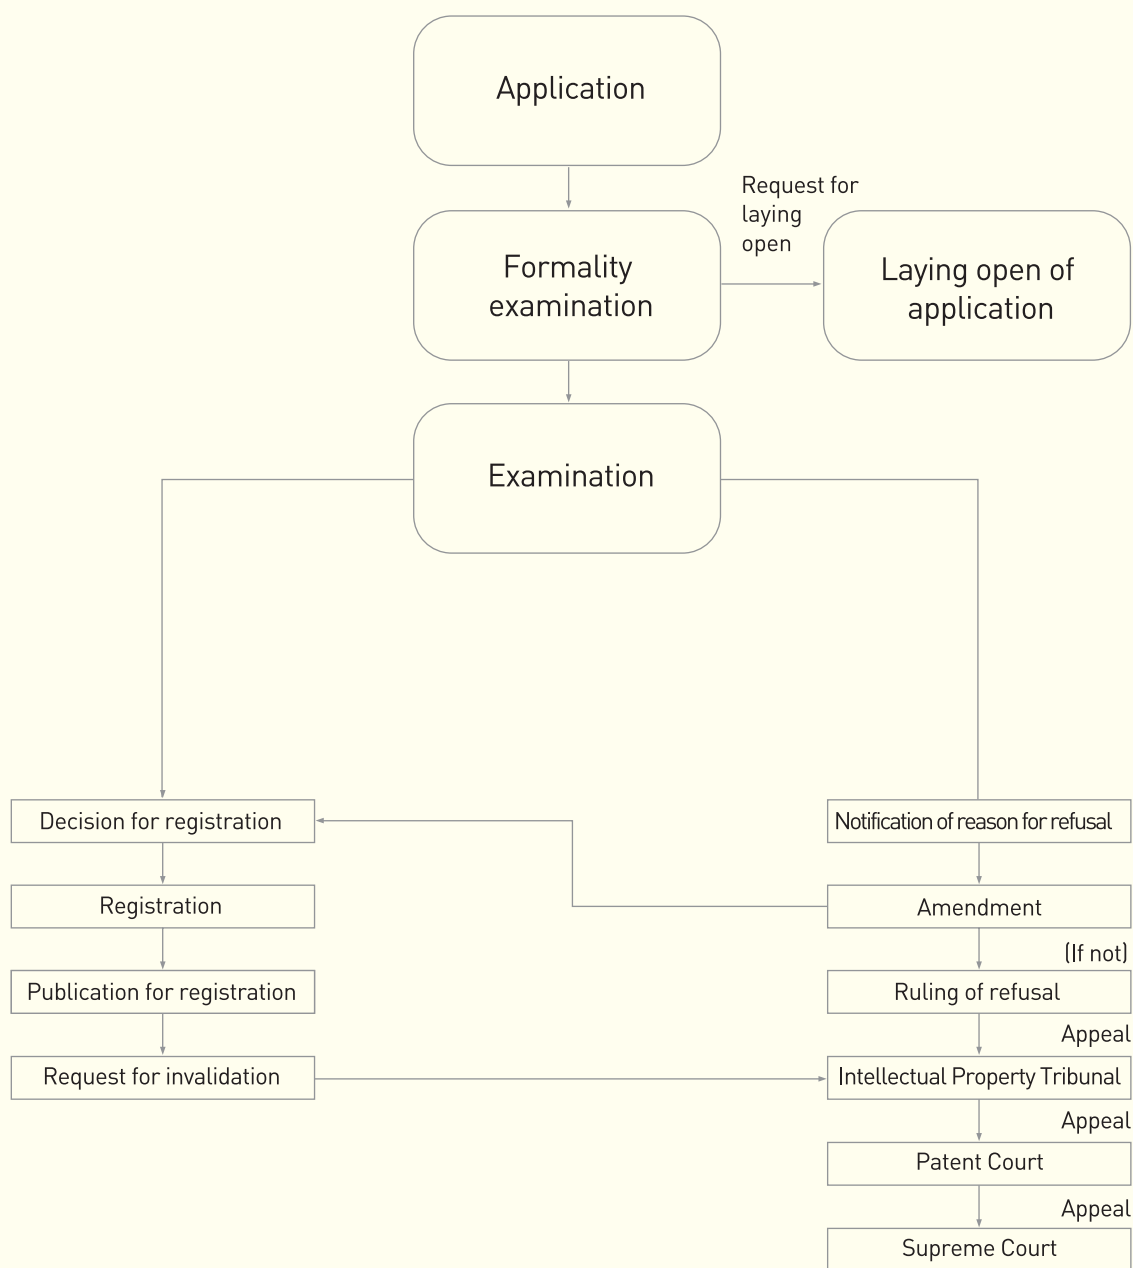 Application
Request for
laying
open
Formality
examination
Laying open of
application
Examination
Decision for registration
Notification of reason for refusal
Registration
Amendment
(If not)
Publication for registration
Ruling of refusal
Appeal
Request for invalidation
Intellectual Property Tribunal
Appeal
Patent Court
Appeal
Supreme Court